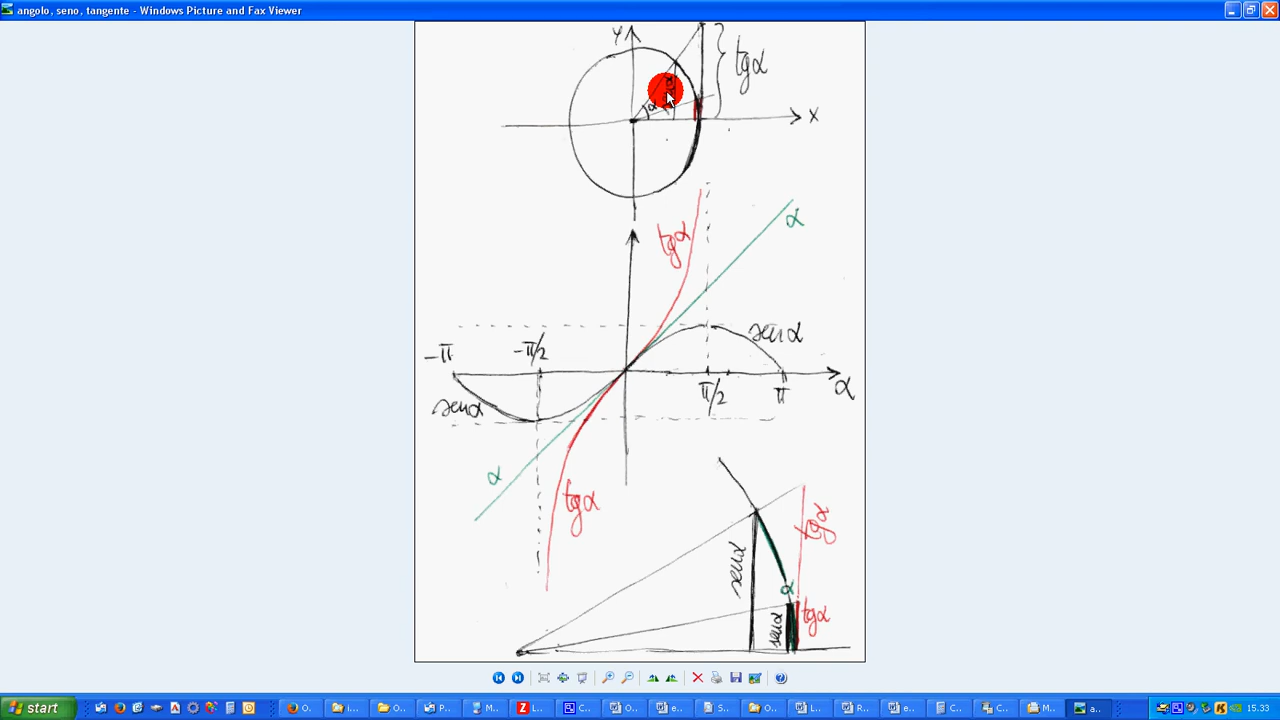 angolo, seno, tangente - Windows Picture and Fax Viewer
y
tgα
α
x
tgα
α
senα
-π
-π/2
π/2
π
α
senα
α
tgα
tgα
senα
α
tgα
senα
start
O.
i..
O..
P..
M..
L..
C..
O..
e..
S..
O..
L..
R..
e..
C..
C..
M..
a..
15.33